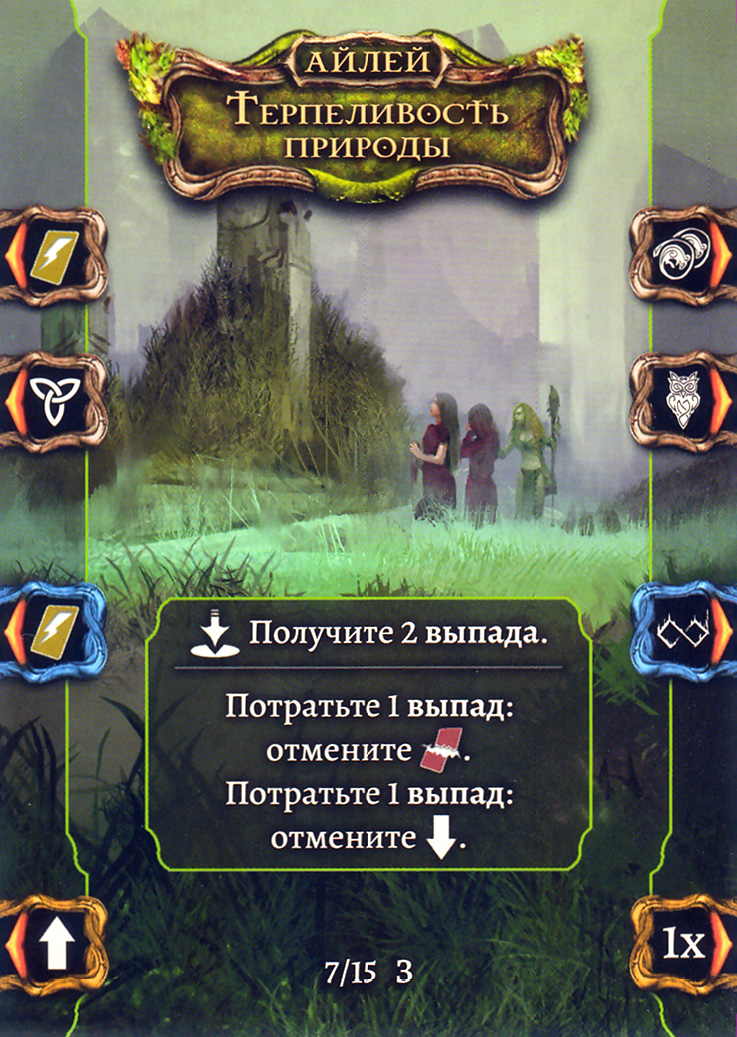 АЙЛЕЙ
ТЕРПЕЛИВОСТЬ
ПРИРОДЫ
Получите 2 выпада.
Потратьте 1 выпад:
отмените .
Потратьте 1 выпад:
отмените .
1x
7/15 3